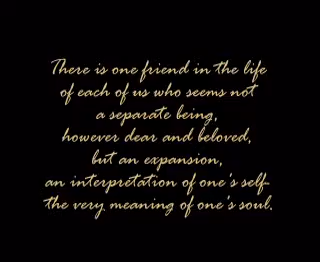 There is one friend in the life
of each of us who seems not
a separate being,
however dear and beloved,
but an expansion,
an interpretation of one's self-
the very meaning of one's soul.